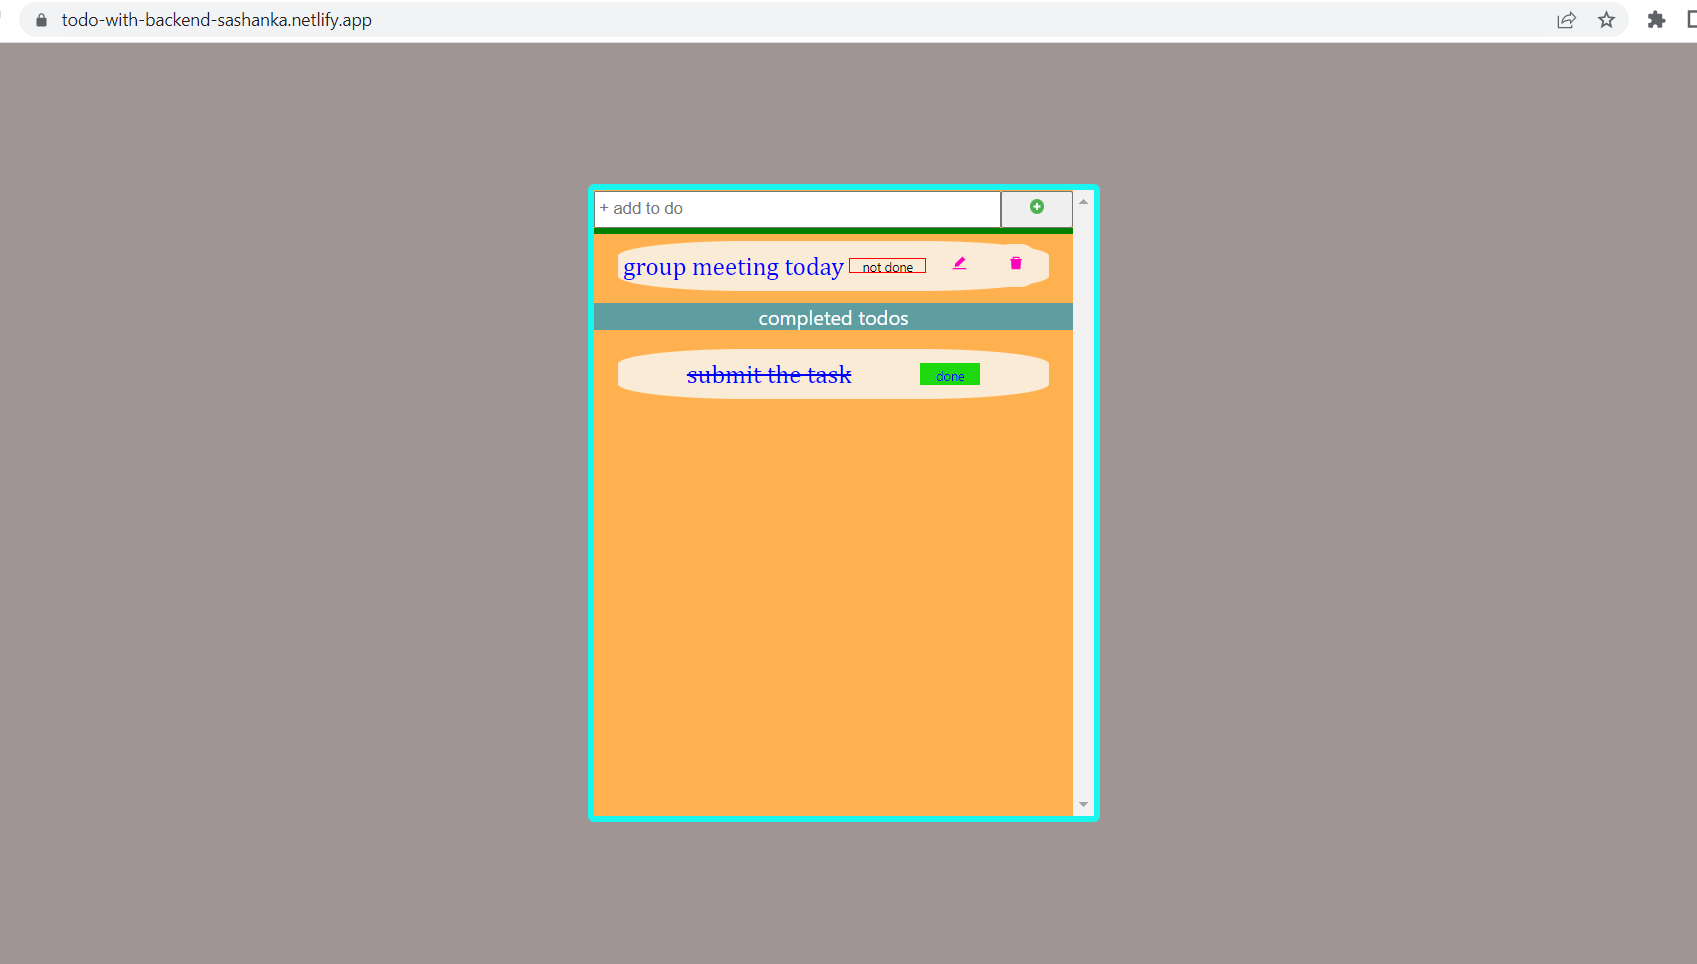 todo-with-backend-sashanka.netlify.app
+ add to do
group meeting today not done
completed todos
submit the task done